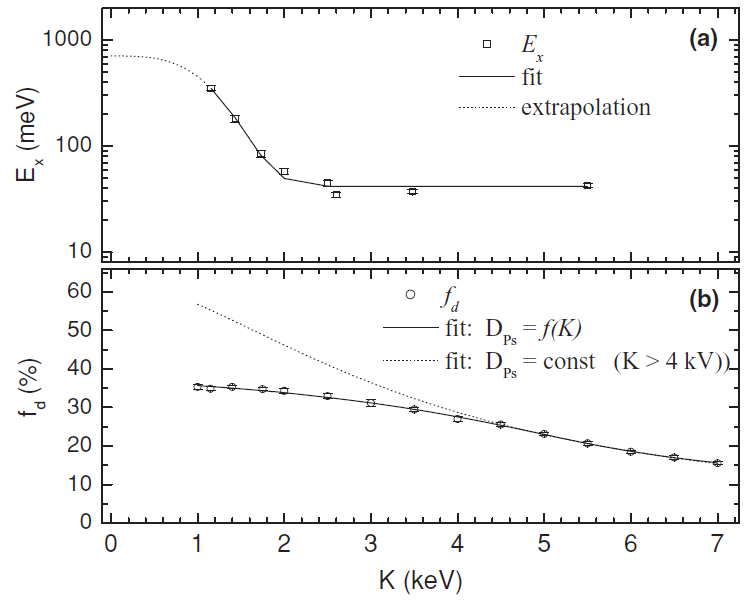 1000
100
10
E_x (meV)
(a)
E_x
fit
extrapolation
60
50
40
30
20
10
0
f_d (%)
(b)
f_d
fit: D_Ps = f(K)
fit: D_Ps = const (K > 4 kV))
0 1 2 3 4 5 6 7
K (keV)